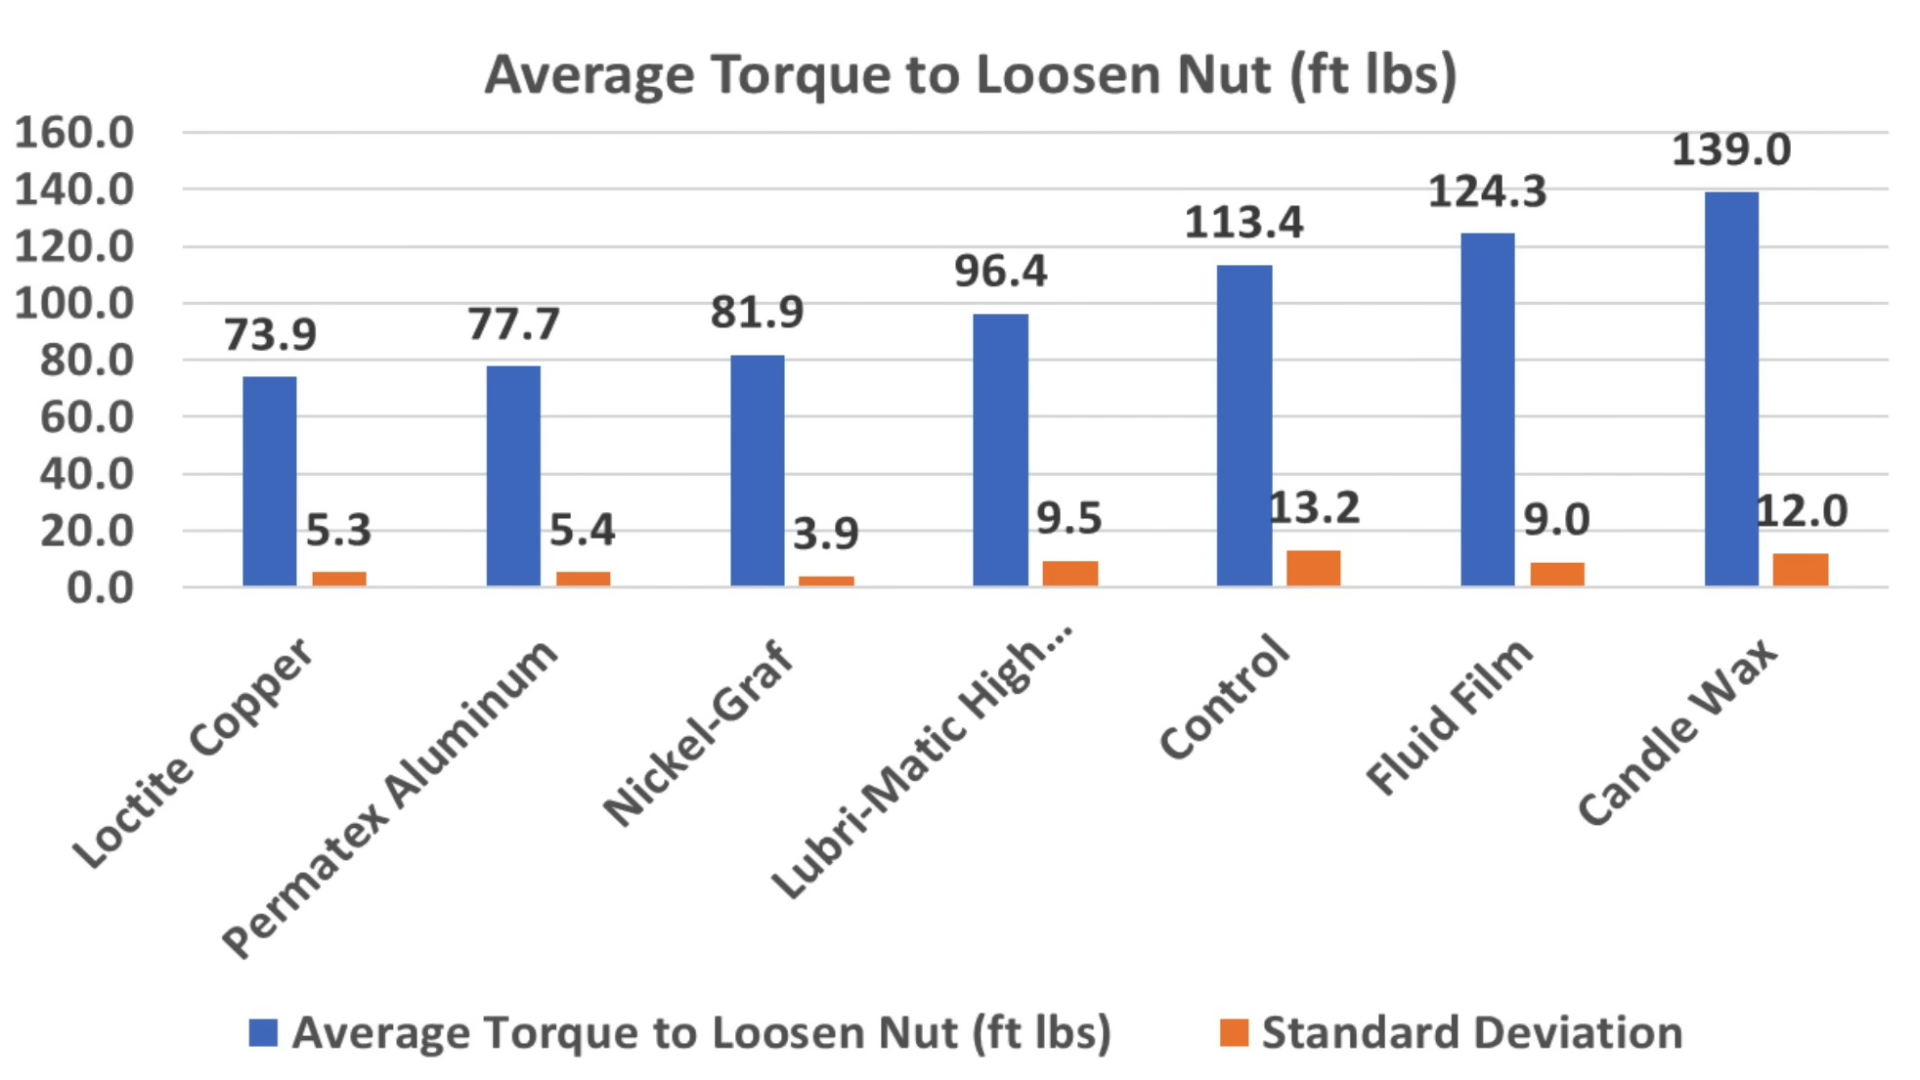 Average Torque to Loosen Nut (ft lbs)
160.0
140.0
120.0
100.0
80.0
60.0
40.0
20.0
0.0
73.9
5.3
77.7
5.4
81.9
3.9
96.4
9.5
113.4
13.2
124.3
9.0
139.0
12.0
Loctite Copper
Permatex Aluminum
Nickel-Graf
Lubri-Matic High...
Control
Fluid Film
Candle Wax
Average Torque to Loosen Nut (ft lbs)
Standard Deviation